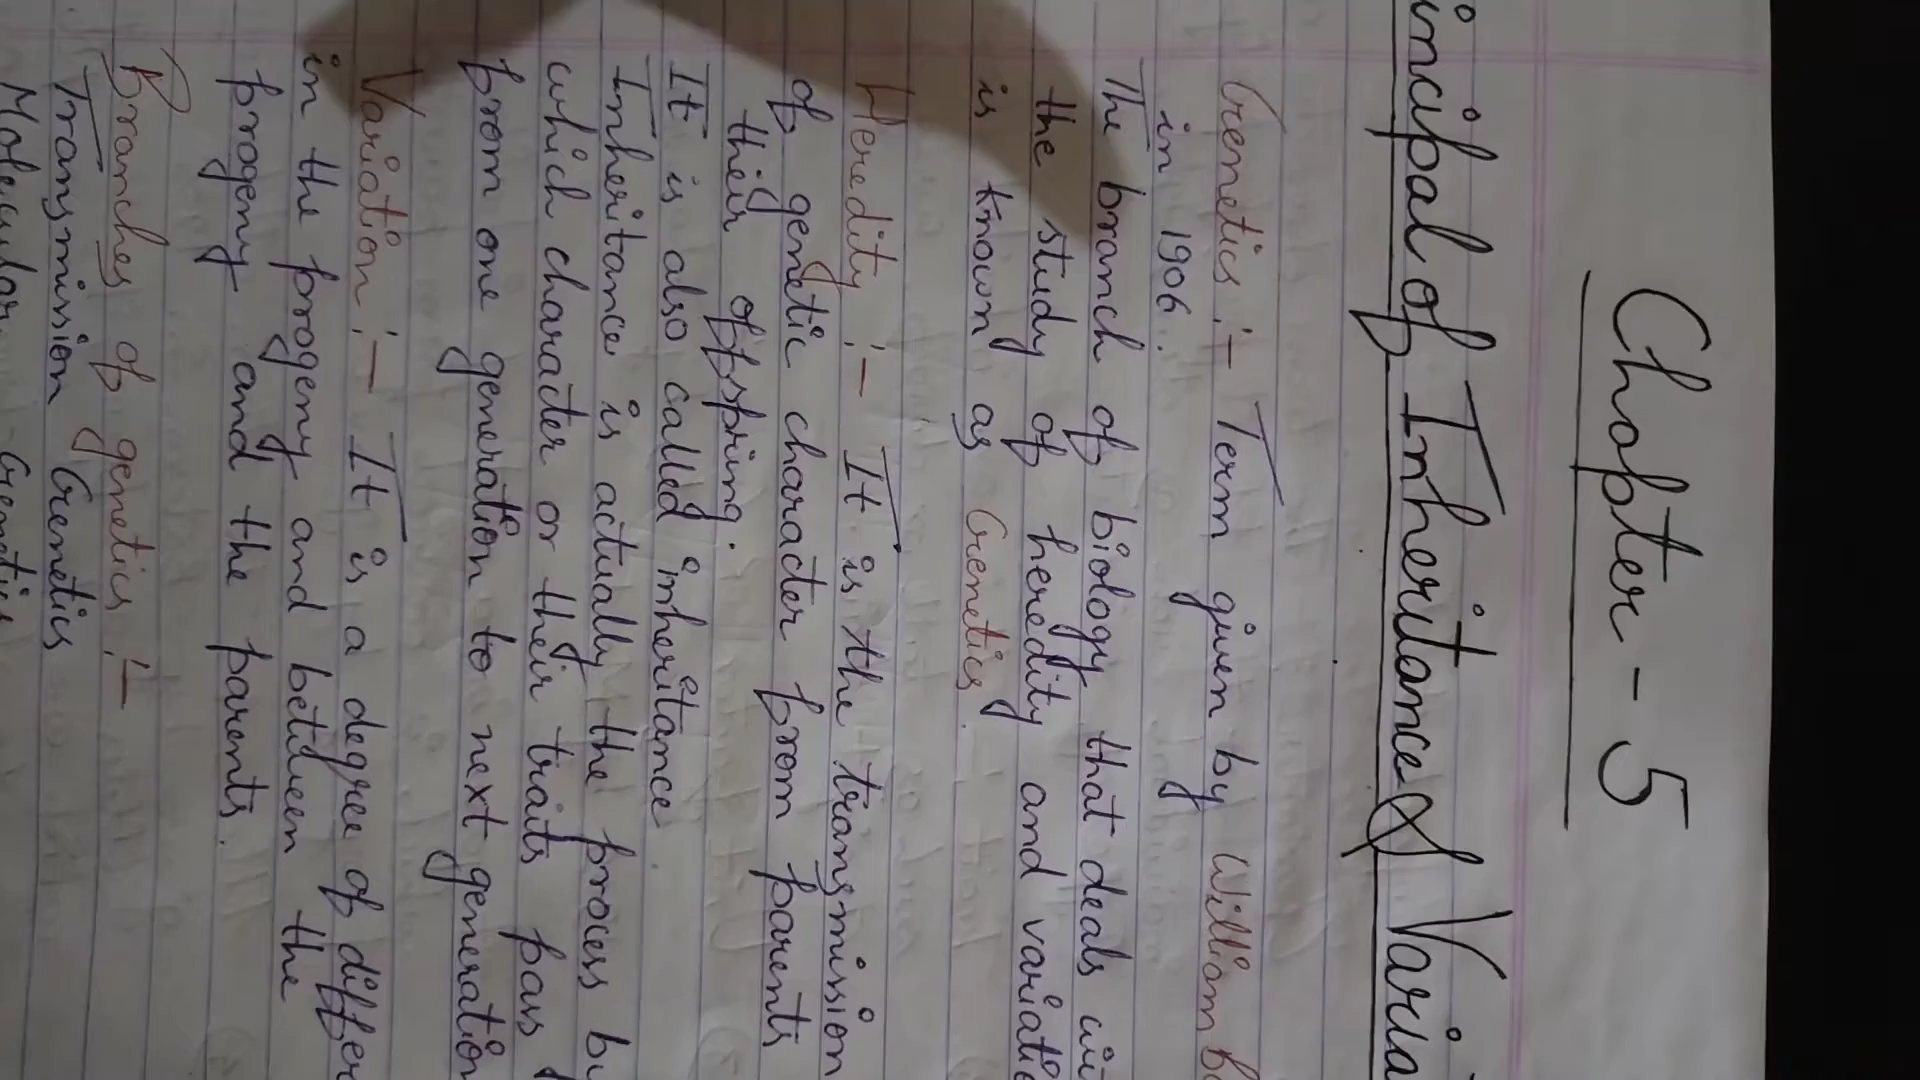 Chapter - 5
incipal of Inheritance & Varia
Genetics :- Term given by William
in 1906.
The branch of biology that deals
the study of heredity and
is known as Genetics.
Heredity :- It is the transmission
of genetic character from parents
their offspring.
It is also called inheritance.
Inheritance is actually the process by
which character or their traits pass
from one generation to next generation
Variation :- It is a degree of differ
in the progeny and between the
progeny and the parents.
Branches of genetics :-
Transmission Genetics
Molecular Genetics